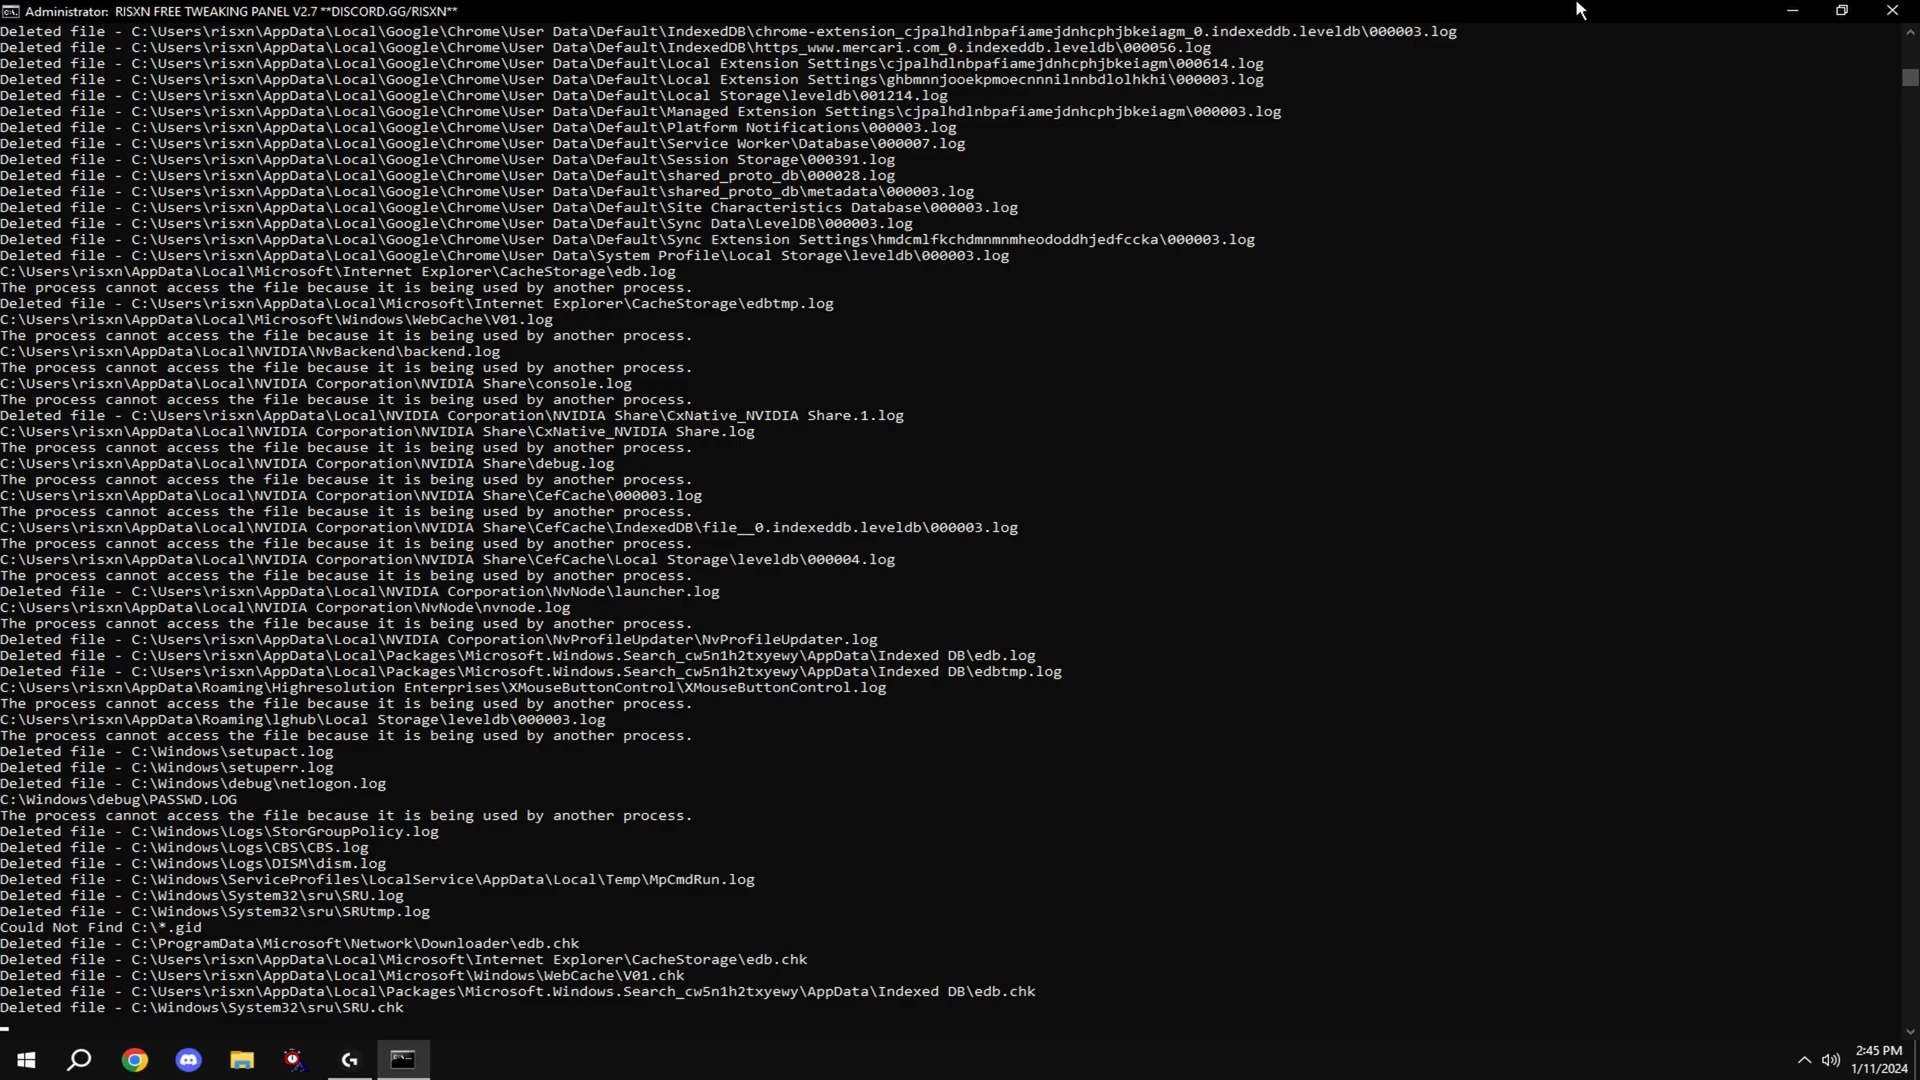 Administrator:  RISXN FREE TWEAKING PANEL V2.7 **DISCORD.GG/RISXN**
Deleted file - C:\Users\risxn\AppData\Local\Google\Chrome\User Data\Default\IndexedDB\chrome-extension_cjpalhdlnbpafiamejdnhcphjbkeiagm_0.indexeddb.leveldb\000003.log
Deleted file - C:\Users\risxn\AppData\Local\Google\Chrome\User Data\Default\IndexedDB\https_www.mercari.com_0.indexeddb.leveldb\000056.log
Deleted file - C:\Users\risxn\AppData\Local\Google\Chrome\User Data\Default\Local Extension Settings\cjpalhdlnbpafiamejdnhcphjbkeiagm\000614.log
Deleted file - C:\Users\risxn\AppData\Local\Google\Chrome\User Data\Default\Local Extension Settings\ghbmnnjooekpmoecnnnilnnbdlolhkhi\000003.log
Deleted file - C:\Users\risxn\AppData\Local\Google\Chrome\User Data\Default\Local Storage\leveldb\001214.log
Deleted file - C:\Users\risxn\AppData\Local\Google\Chrome\User Data\Default\Managed Extension Settings\cjpalhdlnbpafiamejdnhcphjbkeiagm\000003.log
Deleted file - C:\Users\risxn\AppData\Local\Google\Chrome\User Data\Default\Platform Notifications\000003.log
Deleted file - C:\Users\risxn\AppData\Local\Google\Chrome\User Data\Default\Service Worker\Database\000007.log
Deleted file - C:\Users\risxn\AppData\Local\Google\Chrome\User Data\Default\Session Storage\000391.log
Deleted file - C:\Users\risxn\AppData\Local\Google\Chrome\User Data\Default\shared_proto_db\000028.log
Deleted file - C:\Users\risxn\AppData\Local\Google\Chrome\User Data\Default\shared_proto_db\metadata\000003.log
Deleted file - C:\Users\risxn\AppData\Local\Google\Chrome\User Data\Default\Site Characteristics Database\000003.log
Deleted file - C:\Users\risxn\AppData\Local\Google\Chrome\User Data\Default\Sync Data\LevelDB\000003.log
Deleted file - C:\Users\risxn\AppData\Local\Google\Chrome\User Data\Default\Sync Extension Settings\hmdcmlfkchdmnmnmheododdhjedfccka\000003.log
Deleted file - C:\Users\risxn\AppData\Local\Google\Chrome\User Data\System Profile\Local Storage\leveldb\000003.log
C:\Users\risxn\AppData\Local\Microsoft\Internet Explorer\CacheStorage\edb.log
The process cannot access the file because it is being used by another process.
Deleted file - C:\Users\risxn\AppData\Local\Microsoft\Internet Explorer\CacheStorage\edbtmp.log
C:\Users\risxn\AppData\Local\Microsoft\Windows\WebCache\V01.log
The process cannot access the file because it is being used by another process.
C:\Users\risxn\AppData\Local\NVIDIA\NvBackend\backend.log
The process cannot access the file because it is being used by another process.
C:\Users\risxn\AppData\Local\NVIDIA Corporation\NVIDIA Share\console.log
The process cannot access the file because it is being used by another process.
Deleted file - C:\Users\risxn\AppData\Local\NVIDIA Corporation\NVIDIA Share\CxNative_NVIDIA Share.1.log
C:\Users\risxn\AppData\Local\NVIDIA Corporation\NVIDIA Share\CxNative_NVIDIA Share.log
The process cannot access the file because it is being used by another process.
C:\Users\risxn\AppData\Local\NVIDIA Corporation\NVIDIA Share\debug.log
The process cannot access the file because it is being used by another process.
C:\Users\risxn\AppData\Local\NVIDIA Corporation\NVIDIA Share\CefCache\000003.log
The process cannot access the file because it is being used by another process.
C:\Users\risxn\AppData\Local\NVIDIA Corporation\NVIDIA Share\CefCache\IndexedDB\file__0.indexeddb.leveldb\000003.log
The process cannot access the file because it is being used by another process.
C:\Users\risxn\AppData\Local\NVIDIA Corporation\NVIDIA Share\CefCache\Local Storage\leveldb\000004.log
The process cannot access the file because it is being used by another process.
Deleted file - C:\Users\risxn\AppData\Local\NVIDIA Corporation\NvNode\launcher.log
C:\Users\risxn\AppData\Local\NVIDIA Corporation\NvNode\nvnode.log
The process cannot access the file because it is being used by another process.
Deleted file - C:\Users\risxn\AppData\Local\NVIDIA Corporation\NvProfileUpdater\NvProfileUpdater.log
Deleted file - C:\Users\risxn\AppData\Local\Packages\Microsoft.Windows.Search_cw5n1h2txyewy\AppData\Indexed DB\edb.log
Deleted file - C:\Users\risxn\AppData\Local\Packages\Microsoft.Windows.Search_cw5n1h2txyewy\AppData\Indexed DB\edbtmp.log
C:\Users\risxn\AppData\Roaming\Highresolution Enterprises\XMouseButtonControl\XMouseButtonControl.log
The process cannot access the file because it is being used by another process.
C:\Users\risxn\AppData\Roaming\lghub\Local Storage\leveldb\000003.log
The process cannot access the file because it is being used by another process.
Deleted file - C:\Windows\setupact.log
Deleted file - C:\Windows\setuperr.log
Deleted file - C:\Windows\debug\netlogon.log
C:\Windows\debug\PASSWD.LOG
The process cannot access the file because it is being used by another process.
Deleted file - C:\Windows\Logs\StorGroupPolicy.log
Deleted file - C:\Windows\Logs\CBS\CBS.log
Deleted file - C:\Windows\Logs\DISM\dism.log
Deleted file - C:\Windows\ServiceProfiles\LocalService\AppData\Local\Temp\MpCmdRun.log
Deleted file - C:\Windows\System32\sru\SRU.log
Deleted file - C:\Windows\System32\sru\SRUtmp.log
Could Not Find C:\*.gid
Deleted file - C:\ProgramData\Microsoft\Network\Downloader\edb.chk
Deleted file - C:\Users\risxn\AppData\Local\Microsoft\Internet Explorer\CacheStorage\edb.chk
Deleted file - C:\Users\risxn\AppData\Local\Microsoft\Windows\WebCache\V01.chk
Deleted file - C:\Users\risxn\AppData\Local\Packages\Microsoft.Windows.Search_cw5n1h2txyewy\AppData\Indexed DB\edb.chk
Deleted file - C:\Windows\System32\sru\SRU.chk
2:45 PM
1/11/2024